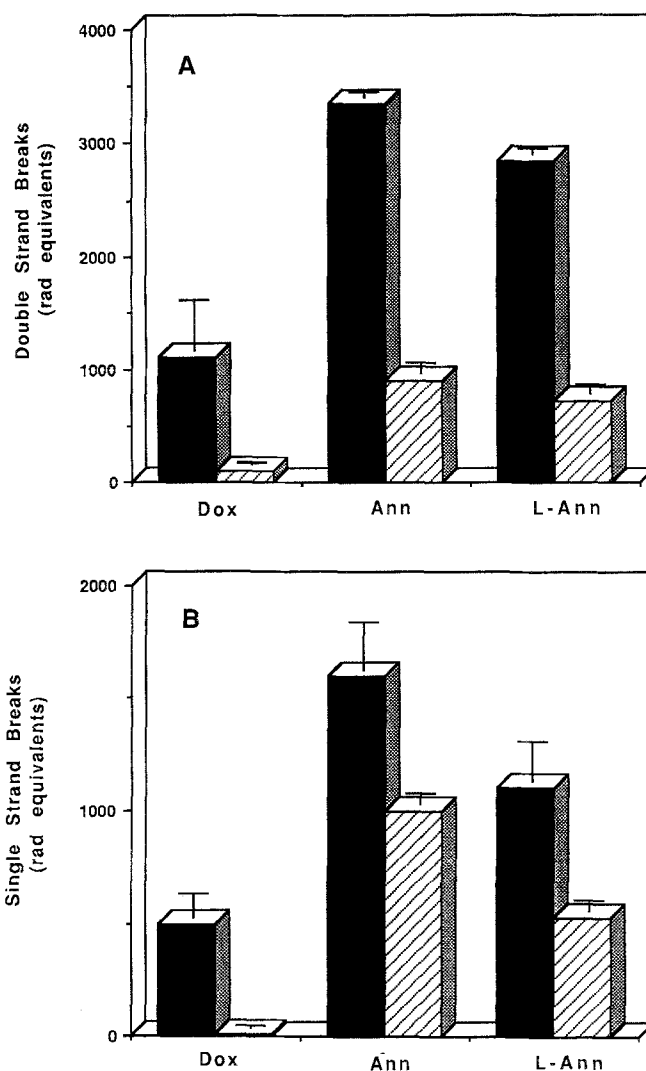 4000
A
3000
2000
1000
0
Double Strand Breaks
(rad equivalents)
Dox Ann L-Ann
2000
B
1000
0
Single Strand Breaks
(rad equivalents)
Dox Ann L-Ann